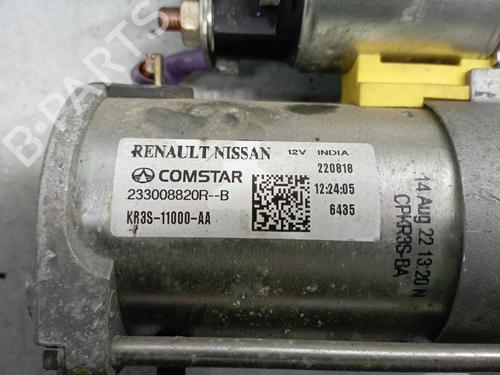 RENAULT NISSAN 12V INDIA
COMSTAR 220818
233008820R--B 12:24:05
KR3S-11000-AA 6435
14 Aug 22 13:20 N
CPKR3S-BA
B-PARTS